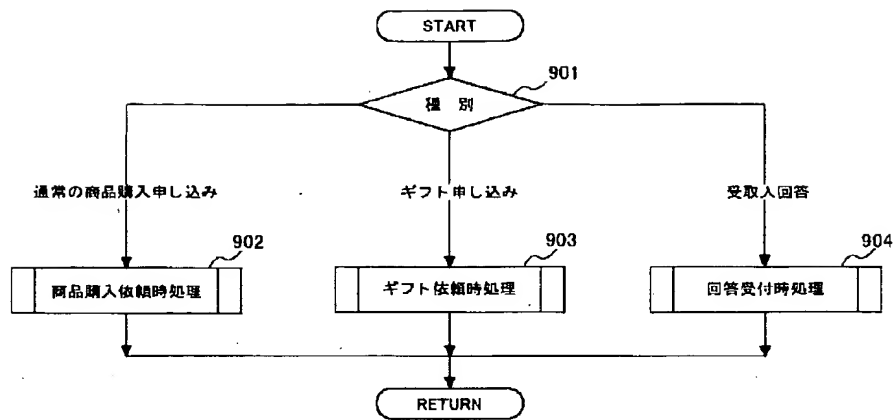 START
901
種 別
通常の商品購入申し込み
ギフト申し込み
受取人回答
902
903
904
商品購入依頼時処理
ギフト依頼時処理
回答受付時処理
RETURN